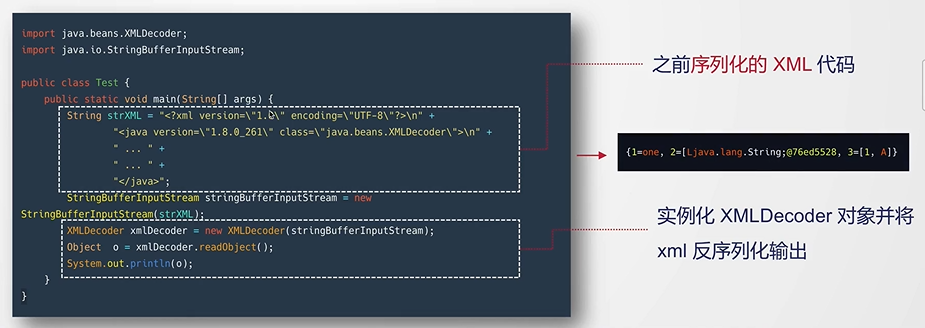 import java.beans.XMLDecoder;
import java.io.StringBufferInputStream;
public class Test {
public static void main(String[] args) {
String strXML = "<?xml version=\"1.0\" encoding=\"UTF-8\"?>\n" +
"<java version=\"1.8.0_261\" class=\"java.beans.XMLDecoder\">\n" +
" ... " +
" ... " +
"</java>";
StringBufferInputStream stringBufferInputStream = new
StringBufferInputStream(strXML);
XMLDecoder xmlDecoder = new XMLDecoder(stringBufferInputStream);
Object  o = xmlDecoder.readObject();
System.out.println(o);
}
}
之前序列化的 XML 代码
{1=one, 2=[Ljava.lang.String;@76ed5528, 3=[1, A]}
实例化 XMLDecoder 对象并将
xml 反序列化输出